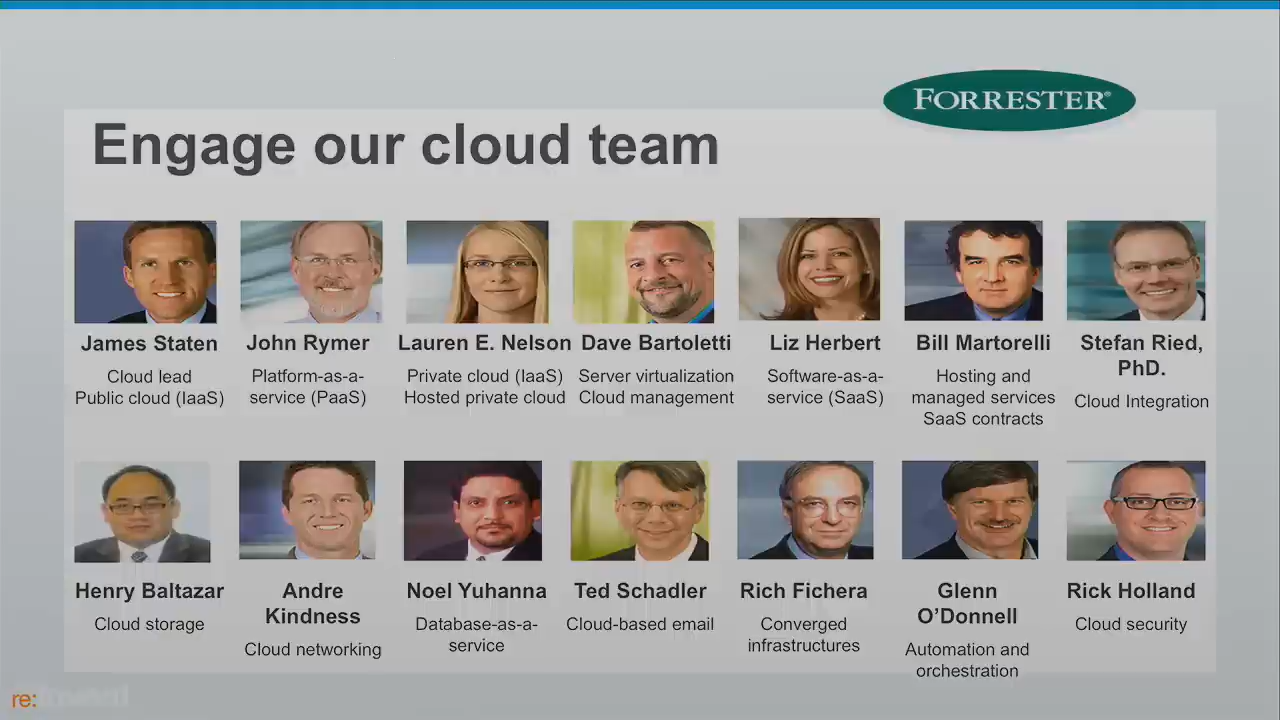 FORRESTER®
Engage our cloud team
James Staten
Cloud lead
Public cloud (IaaS)
John Rymer
Platform-as-a-
service (PaaS)
Lauren E. Nelson
Private cloud (IaaS)
Hosted private cloud
Dave Bartoletti
Server virtualization
Cloud management
Liz Herbert
Software-as-a-
service (SaaS)
Bill Martorelli
Hosting and
managed services
SaaS contracts
Stefan Ried,
PhD.
Cloud Integration
Henry Baltazar
Cloud storage
Andre
Kindness
Cloud networking
Noel Yuhanna
Database-as-a-
service
Ted Schadler
Cloud-based email
Rich Fichera
Converged
infrastructures
Glenn
O’Donnell
Automation and
orchestration
Rick Holland
Cloud security
re: